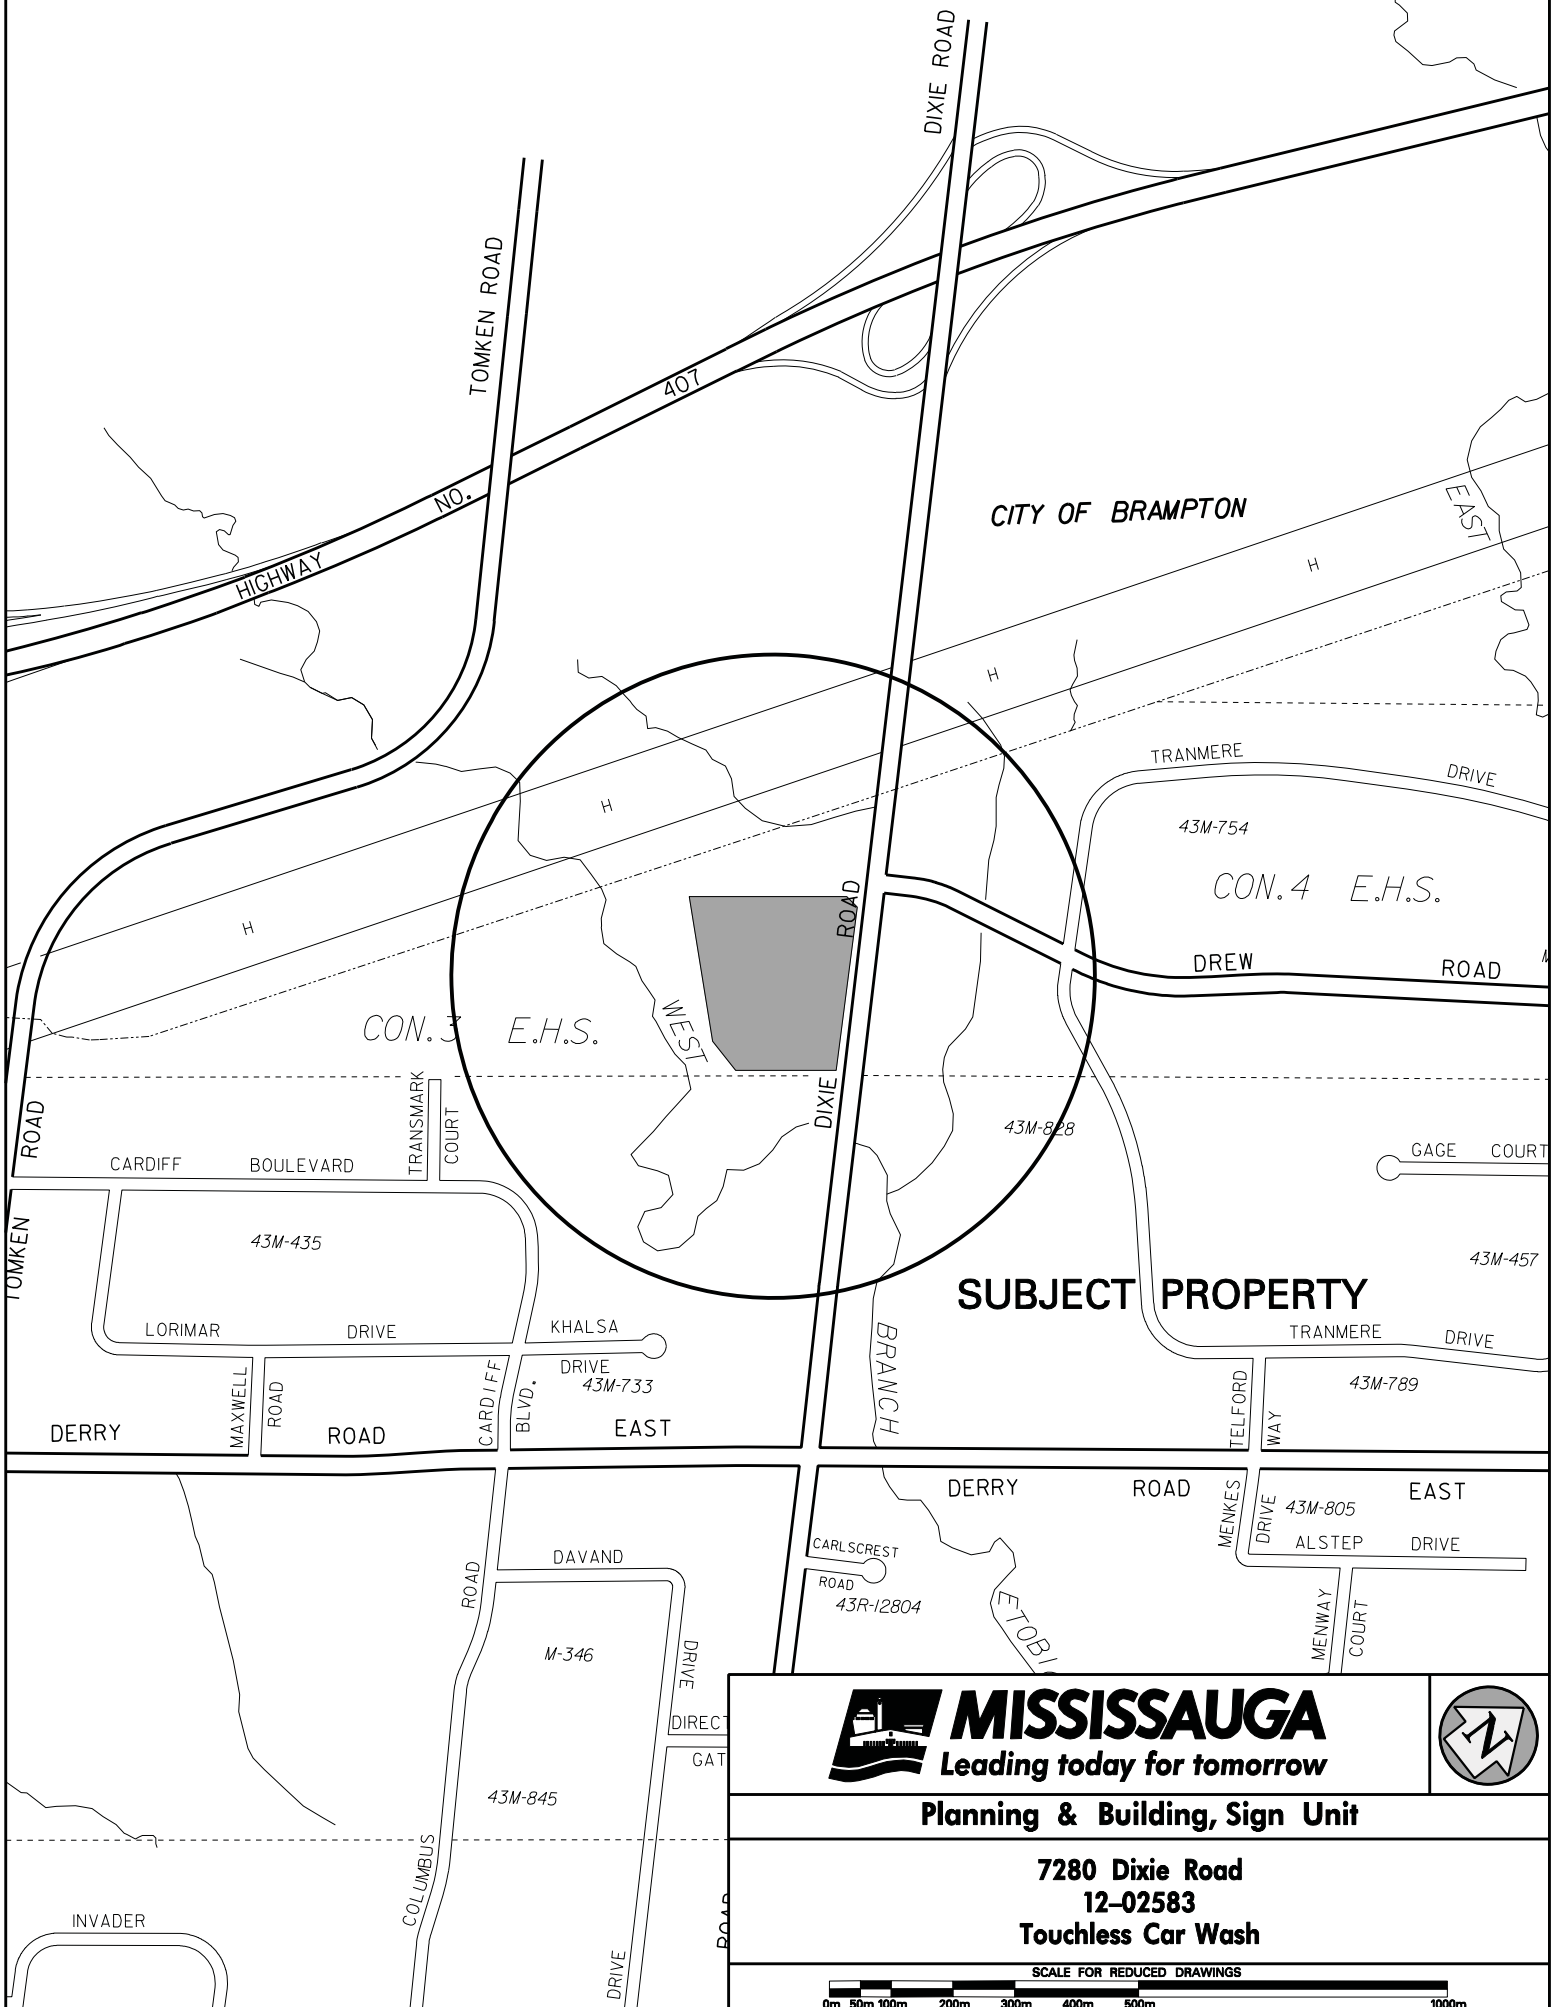 DIXIE ROAD
TOMKEN ROAD
HIGHWAY NO. 407
CITY OF BRAMPTON
EAST
H
H
H
H
TRANMERE DRIVE
43M-754
CON. 4 E.H.S.
ROAD
DREW ROAD
CON. 3 E.H.S.
WEST
DIXIE
TRANSMARK
COURT
ROAD
43M-828
CARDIFF BOULEVARD
GAGE COURT
TOMKEN
43M-435
43M-457
SUBJECT PROPERTY
LORIMAR DRIVE
KHALSA
DRIVE
43M-733
TRANMERE DRIVE
43M-789
BRANCH
MAXWELL
ROAD
CARDIFF
BLVD.
TELFORD
WAY
DERRY ROAD EAST
DERRY ROAD EAST
MENKES
DRIVE
43M-805
ALSTEP DRIVE
CARLSCREST
ROAD
43R-12804
DAVAND
DRIVE
ROAD
M-346
ETOBI
MENWAY
COURT
DIRECT
GAT
43M-845
COLUMBUS
INVADER
DRIVE
ROAD
MISSISSAUGA
Leading today for tomorrow
N
Planning & Building, Sign Unit
7280 Dixie Road
12-02583
Touchless Car Wash
SCALE FOR REDUCED DRAWINGS
0m 50m 100m 200m 300m 400m 500m 1000m